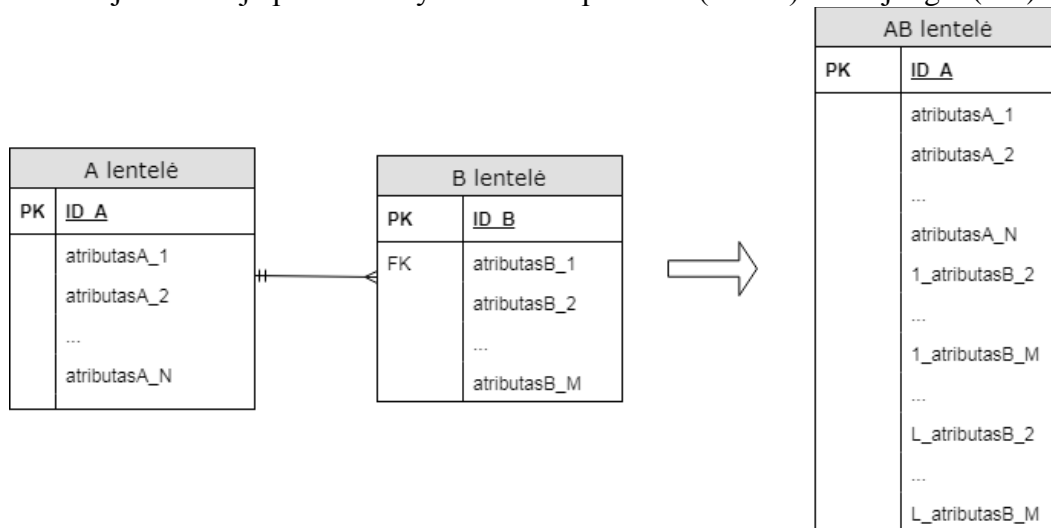 A lentelė
PK ID_A
atributasA_1
atributasA_2
...
atributasA_N
B lentelė
PK ID_B
FK atributasB_1
atributasB_2
...
atributasB_M
AB lentelė
PK ID_A
atributasA_1
atributasA_2
...
atributasA_N
1_atributasB_2
...
1_atributasB_M
...
L_atributasB_2
...
L_atributasB_M